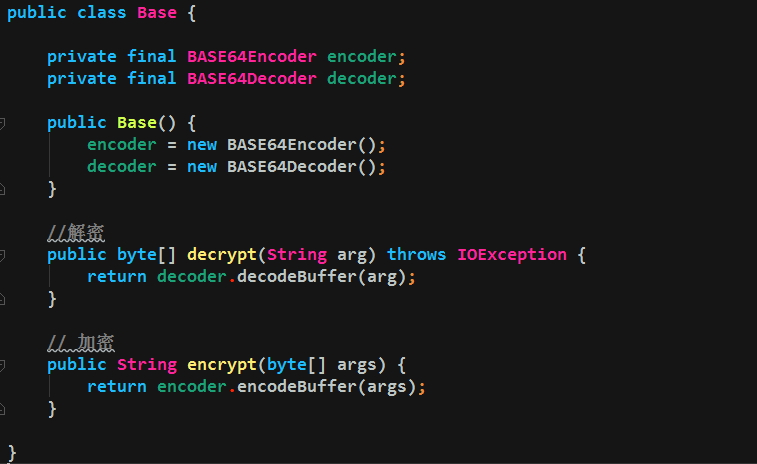 public class Base {
private final BASE64Encoder encoder;
private final BASE64Decoder decoder;
public Base() {
encoder = new BASE64Encoder();
decoder = new BASE64Decoder();
}
//解蜜
public byte[] decrypt(String arg) throws IOException {
return decoder.decodeBuffer(arg);
}
// 加蜜
public String encrypt(byte[] args) {
return encoder.encodeBuffer(args);
}
}